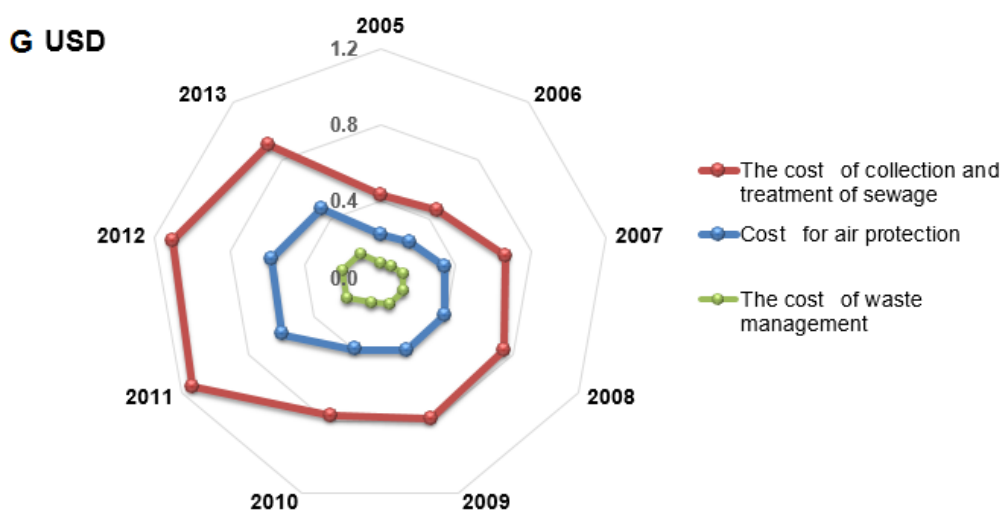 G USD
2005
1.2
2013
2006
0.8
0.4
2012
2007
0.0
2011
2008
2010
2009
The cost of collection and
treatment of sewage
Cost for air protection
The cost of waste
management